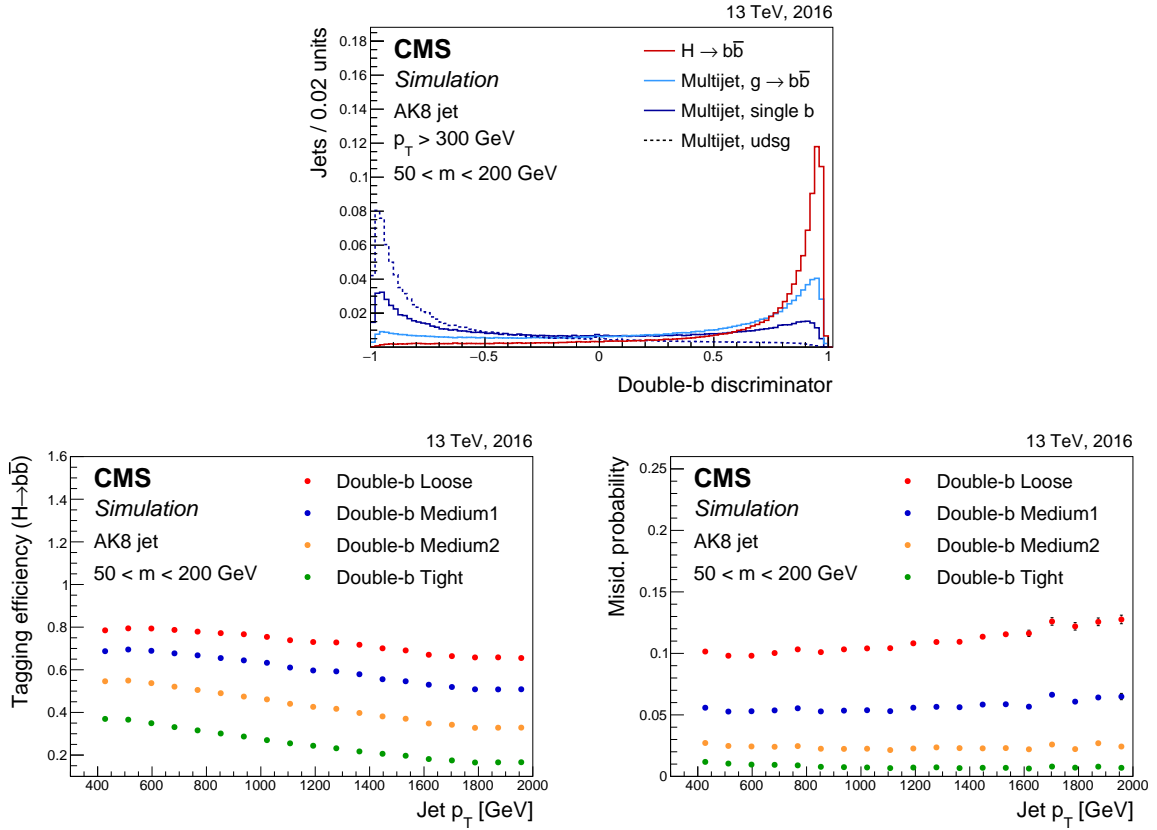 13 TeV, 2016
CMS
Simulation
AK8 jet
p_T > 300 GeV
50 < m < 200 GeV
H → bb̅
Multijet, g → bb̅
Multijet, single b
Multijet, udsg
Jets / 0.02 units
0.18
0.16
0.14
0.12
0.1
0.08
0.06
0.04
0.02
−1 −0.5 0 0.5 1
Double-b discriminator
13 TeV, 2016
CMS
Simulation
AK8 jet
50 < m < 200 GeV
Double-b Loose
Double-b Medium1
Double-b Medium2
Double-b Tight
Tagging efficiency (H→bb̅)
1.6
1.4
1.2
1
0.8
0.6
0.4
0.2
400 600 800 1000 1200 1400 1600 1800 2000
Jet p_T [GeV]
13 TeV, 2016
CMS
Simulation
AK8 jet
50 < m < 200 GeV
Double-b Loose
Double-b Medium1
Double-b Medium2
Double-b Tight
Misid. probability
0.25
0.2
0.15
0.1
0.05
0
400 600 800 1000 1200 1400 1600 1800 2000
Jet p_T [GeV]